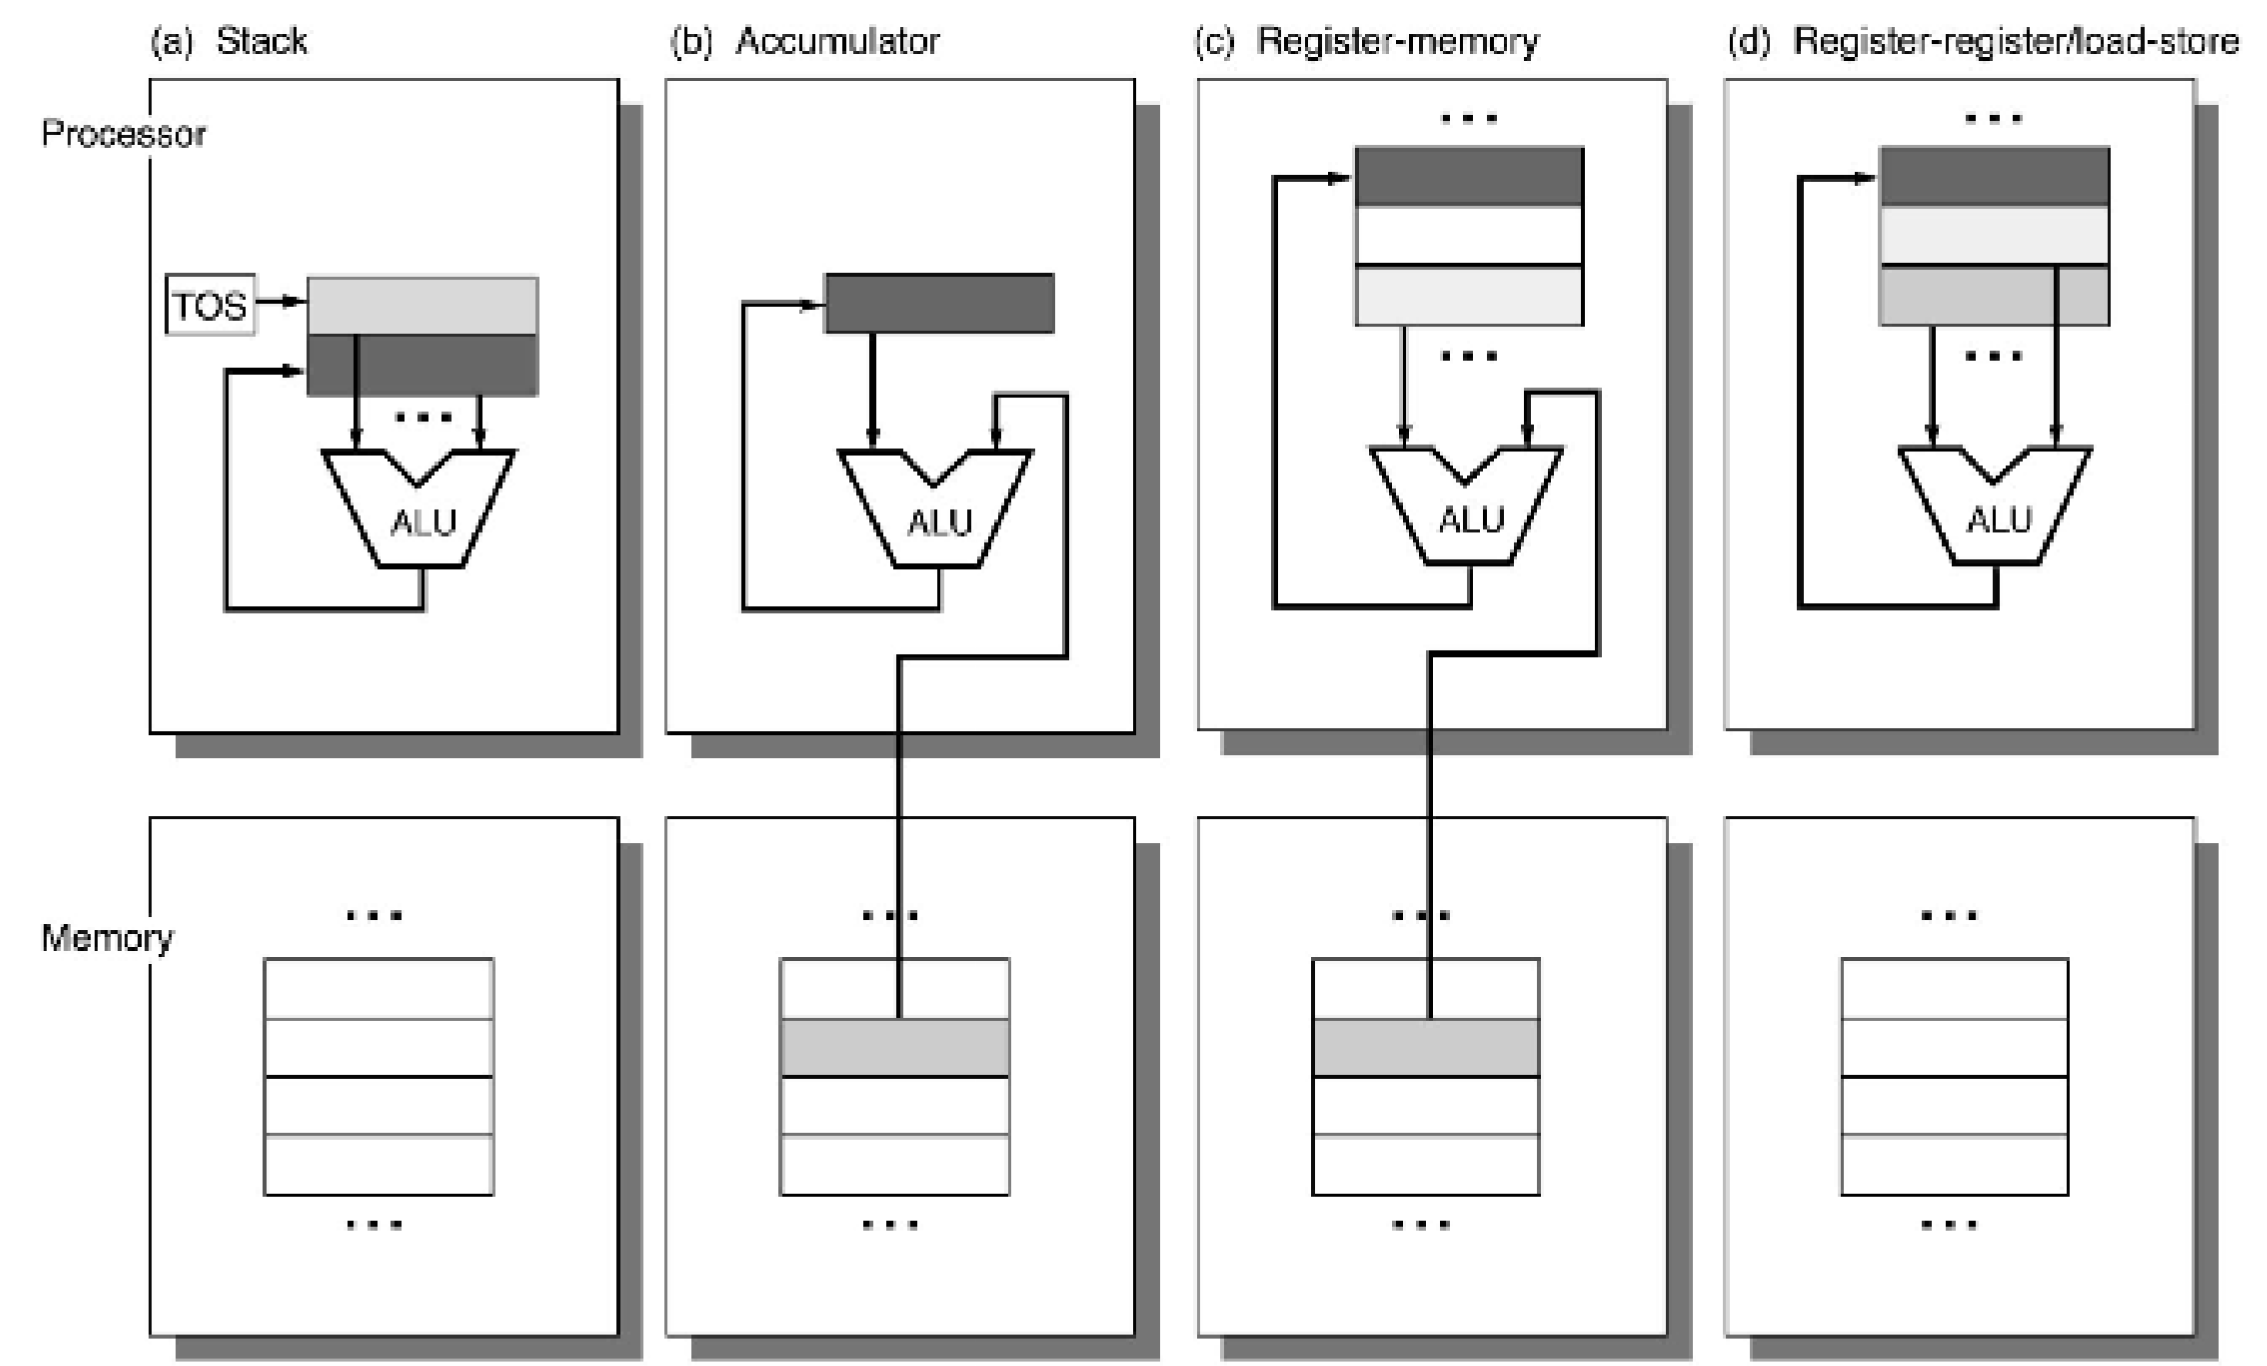 (a) Stack
(b) Accumulator
(c) Register-memory
(d) Register-register/load-store
Processor
...
...
TOS
...
...
...
ALU
ALU
ALU
ALU
Memory
...
...
...
...
...
...
...
...